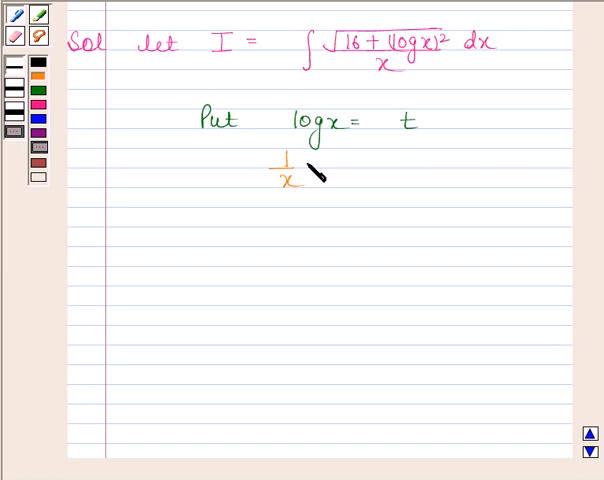 Sol let I = ∫ √(16 + (log x)²) / x dx
Put log x = t
1/x